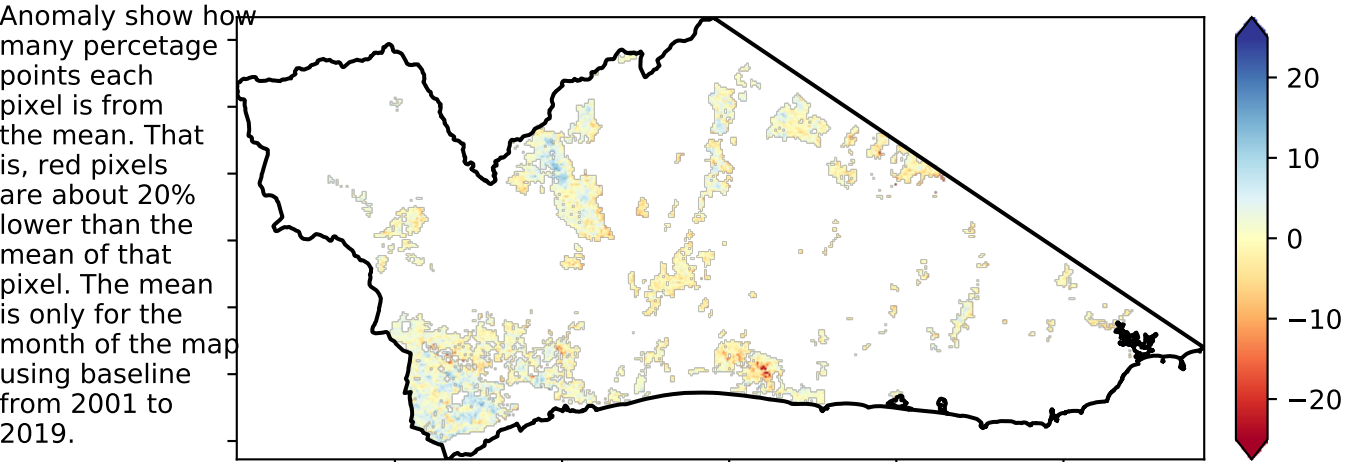 Anomaly show how
many percetage
points each
pixel is from
the mean. That
is, red pixels
are about 20%
lower than the
mean of that
pixel. The mean
is only for the
month of the map
using baseline
from 2001 to
2019.
20
10
0
−10
−20